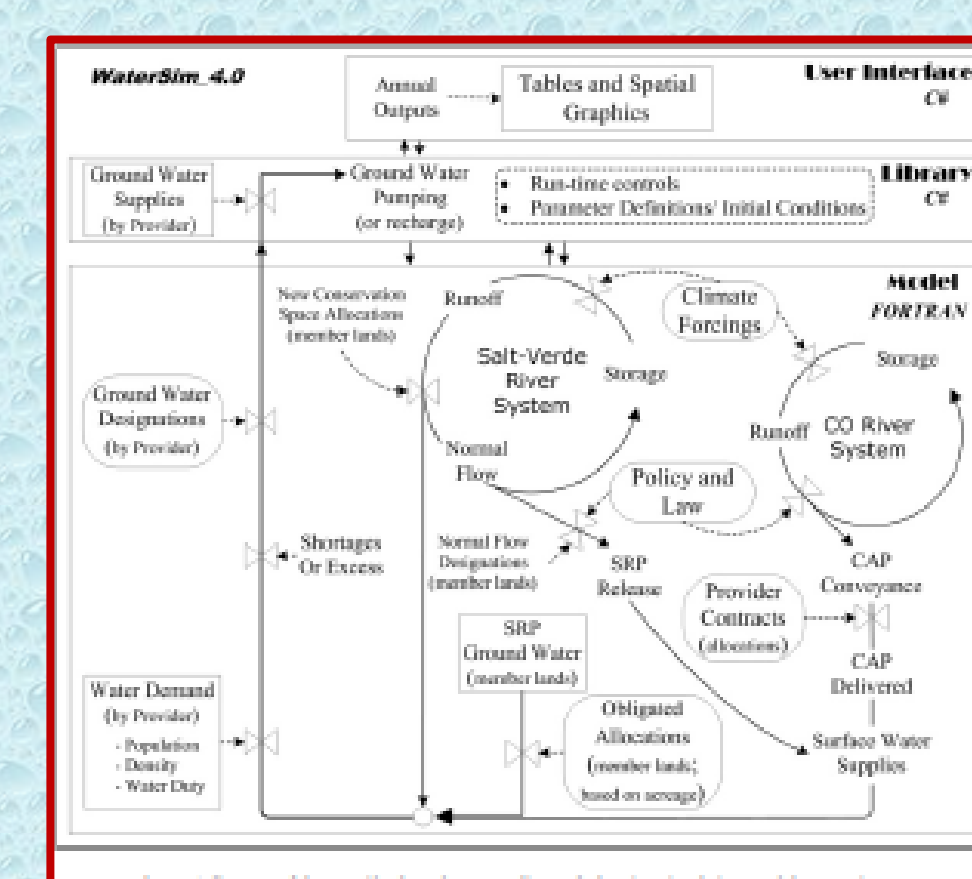 WaterSim_4.0
User Interface
C#
Annual
Outputs
Tables and Spatial
Graphics
Library
C#
Ground Water
Supplies
(by Provider)
Ground Water
Pumping
(or recharge)
• Run-time controls
• Parameter Definitions/ Initial Conditions
Model
FORTRAN
New Conservation
Space Allocations
(member lands)
Runoff
Climate
Forcings
Salt-Verde
River
System
Storage
Storage
Ground Water
Designations
(by Provider)
Normal
Flow
Runoff
CO River
System
Policy and
Law
Shortages
Or Excess
Normal Flow
Designations
(member lands)
SRP
Release
CAP
Conveyance
Provider
Contracts
(allocations)
SRP
Ground Water
(member lands)
CAP
Delivered
Water Demand
(by Provider)
- Population
- Density
- Water Duty
Obligated
Allocations
(member lands;
based on acreage)
Surface Water
Supplies